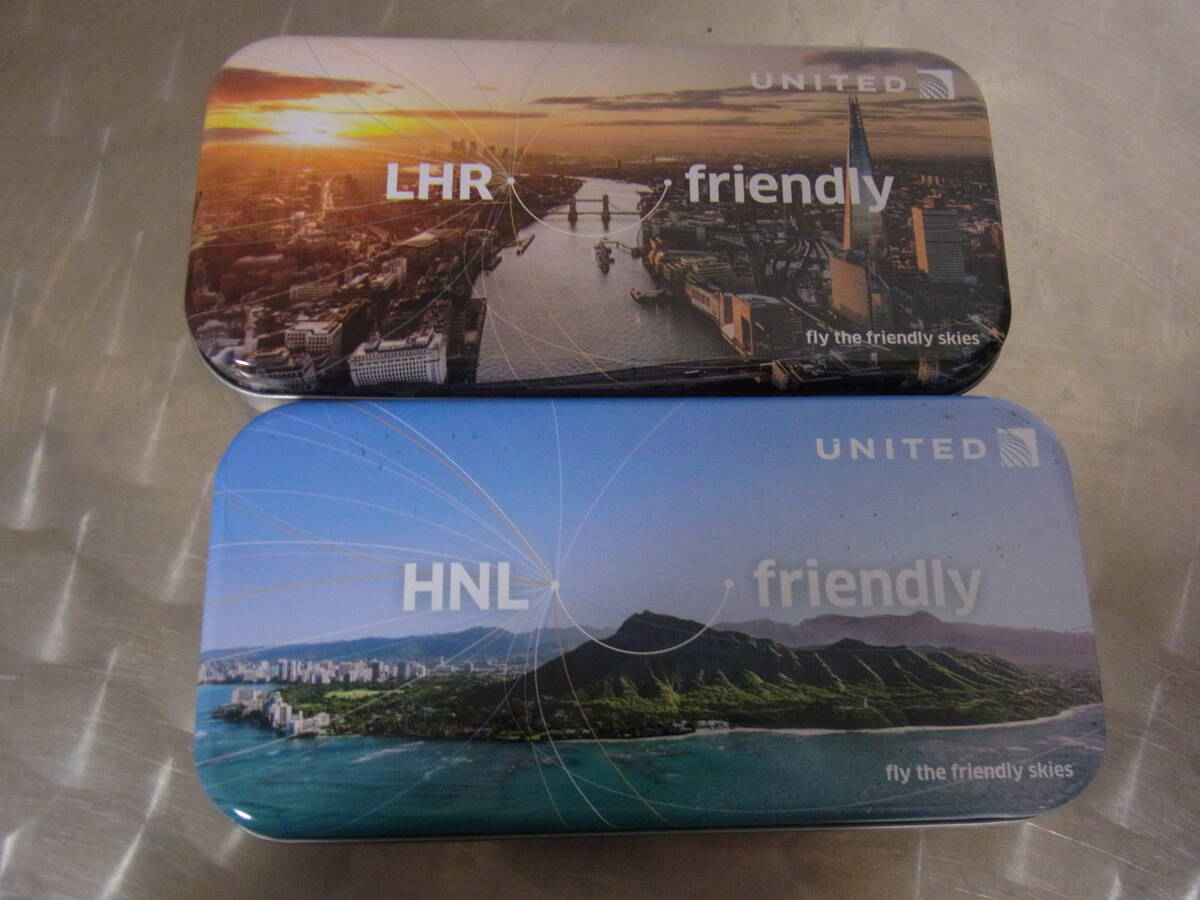 UNITED
LHR friendly
fly the friendly skies
UNITED
HNL friendly
fly the friendly skies